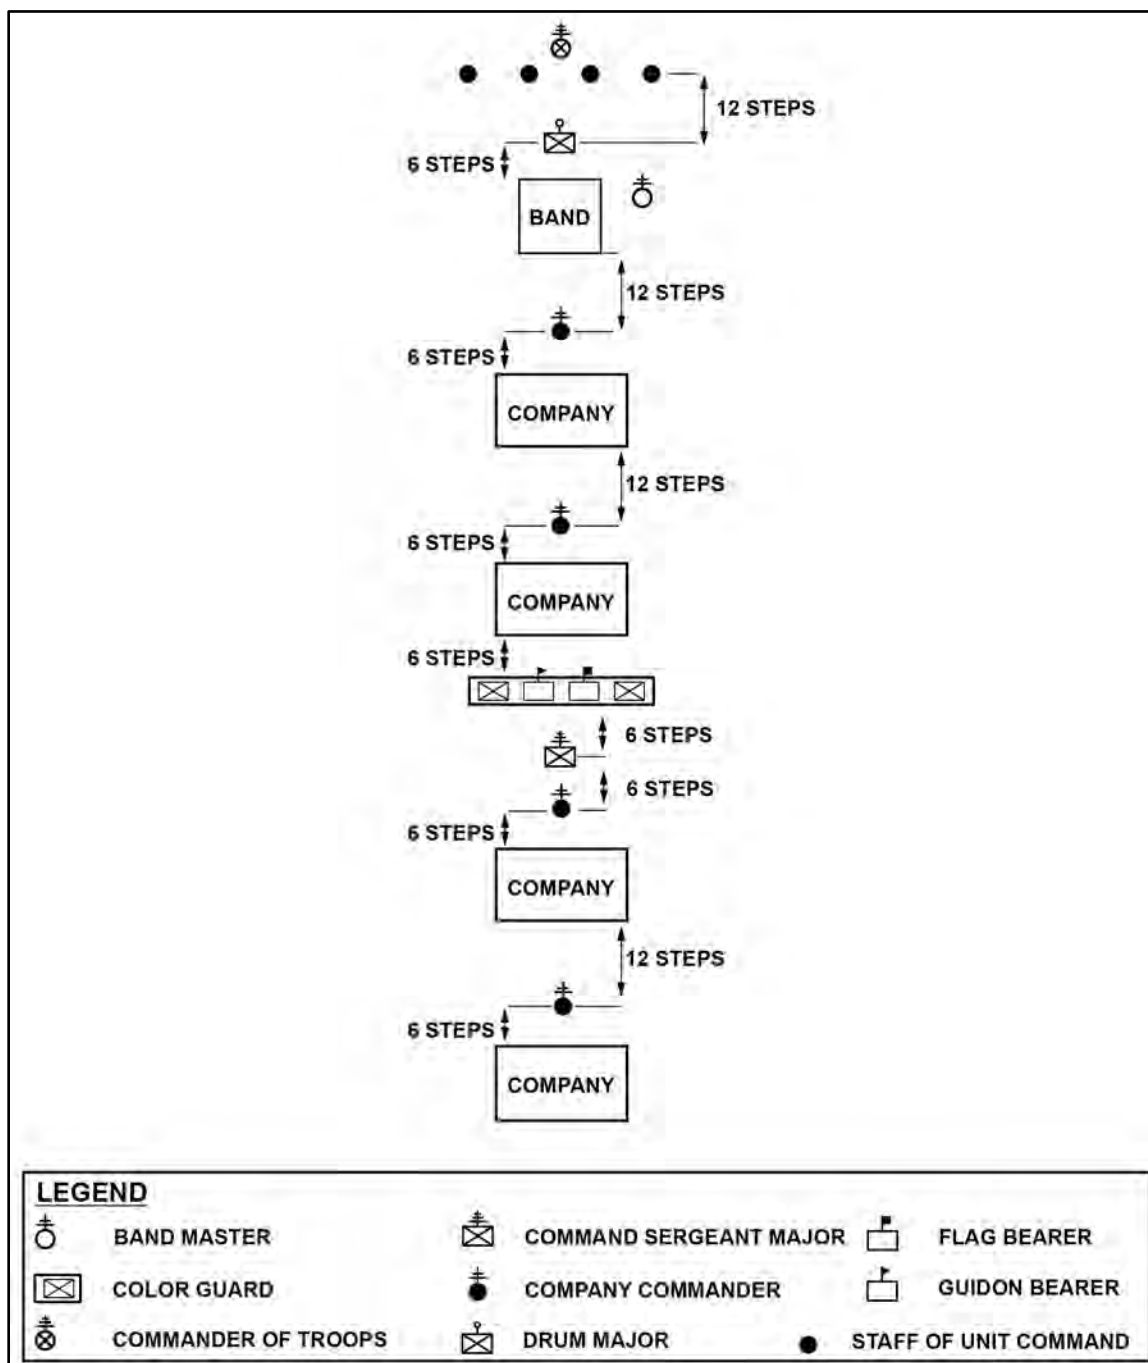 12 STEPS
6 STEPS
BAND
12 STEPS
6 STEPS
COMPANY
12 STEPS
6 STEPS
COMPANY
6 STEPS
6 STEPS
6 STEPS
6 STEPS
COMPANY
12 STEPS
6 STEPS
COMPANY
LEGEND
BAND MASTER COMMAND SERGEANT MAJOR FLAG BEARER
COLOR GUARD COMPANY COMMANDER GUIDON BEARER
COMMANDER OF TROOPS DRUM MAJOR STAFF OF UNIT COMMAND